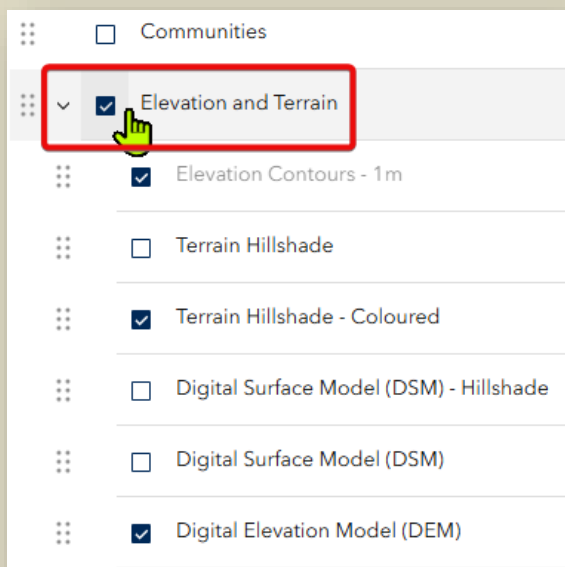 Communities
Elevation and Terrain
Elevation Contours - 1m
Terrain Hillshade
Terrain Hillshade - Coloured
Digital Surface Model (DSM) - Hillshade
Digital Surface Model (DSM)
Digital Elevation Model (DEM)